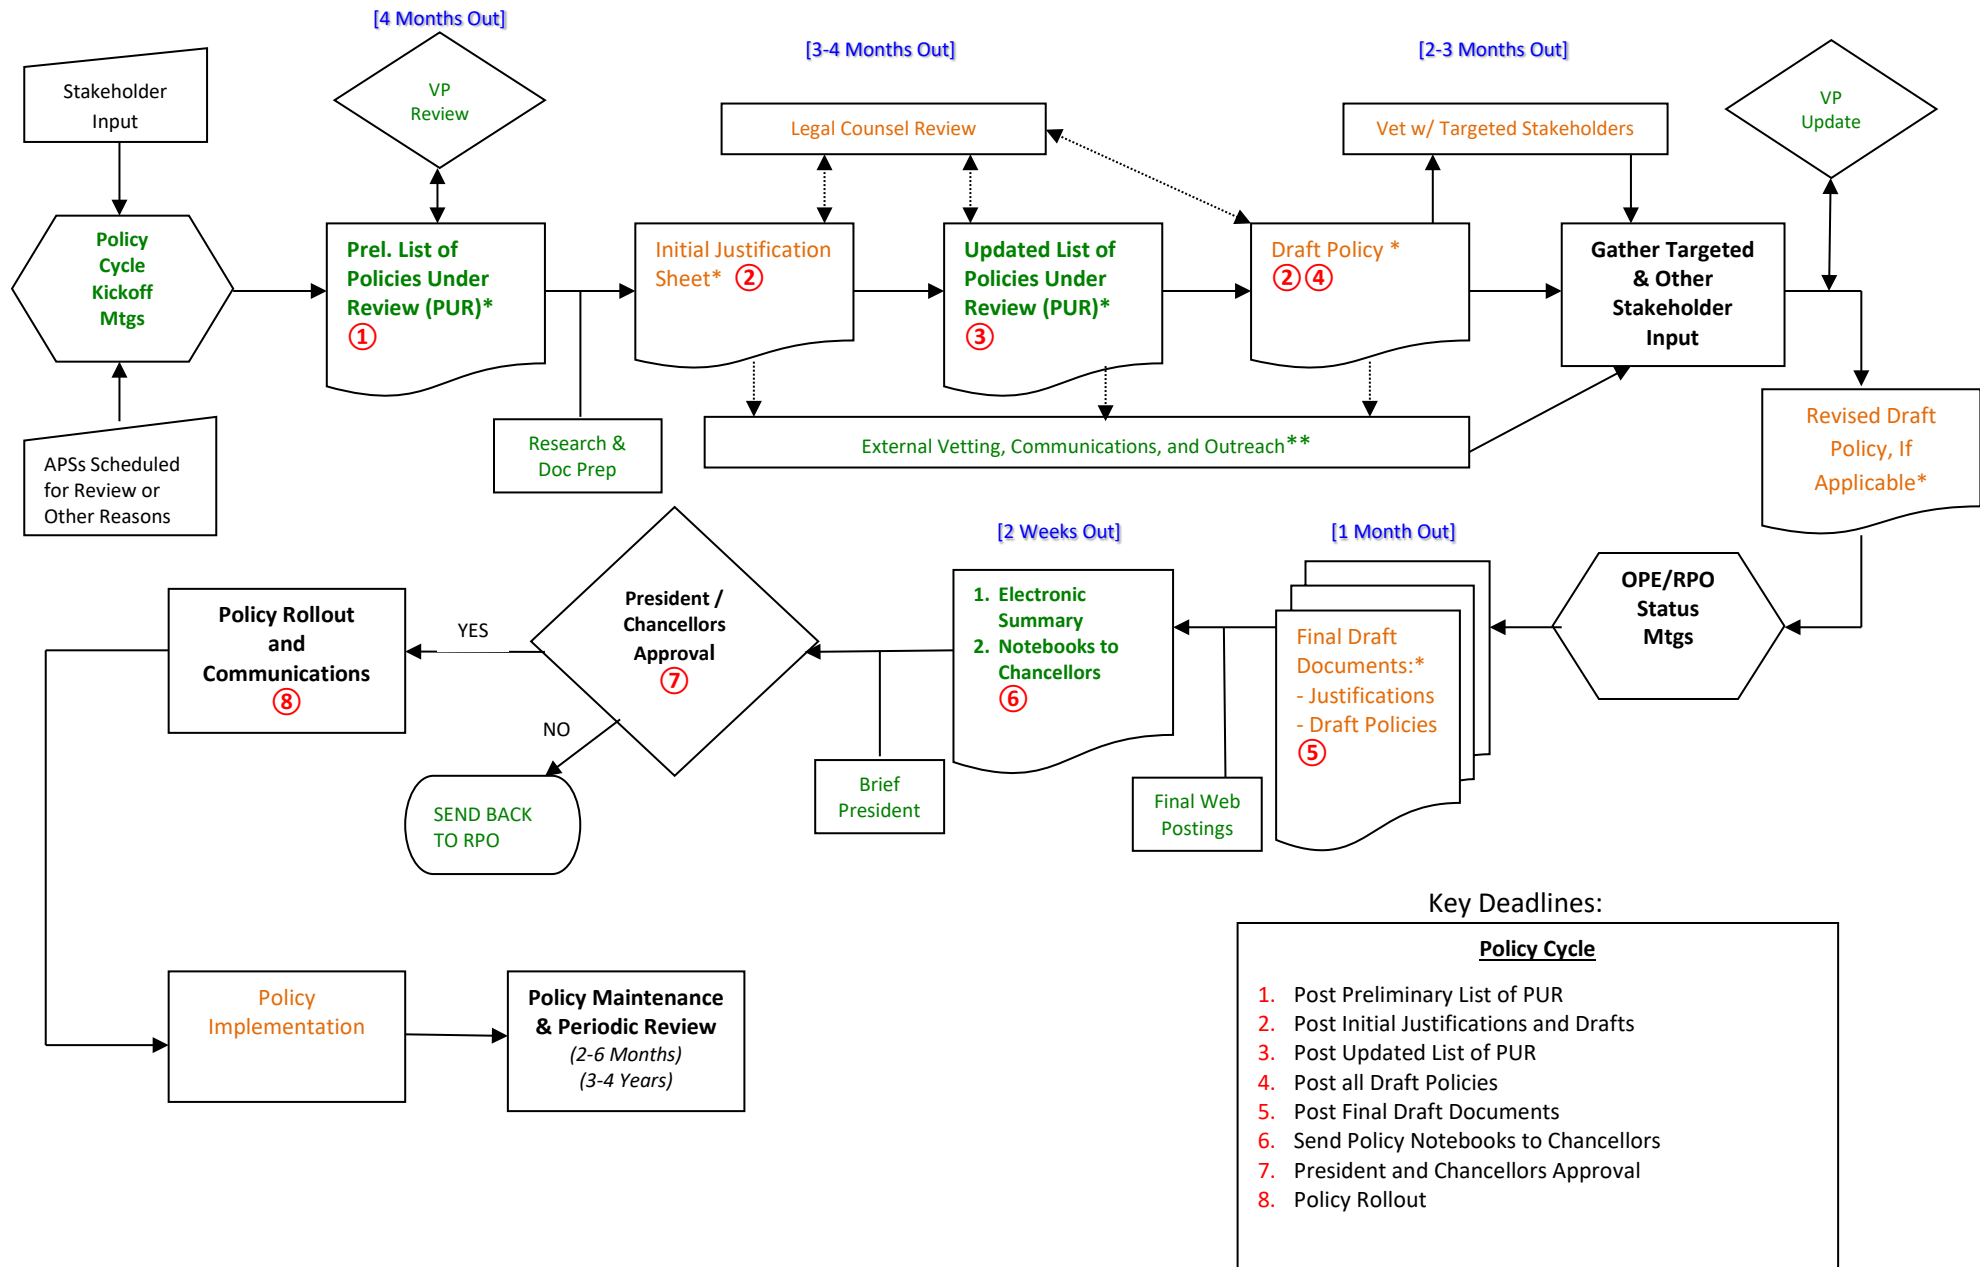 [4 Months Out]
[3-4 Months Out]
[2-3 Months Out]
Stakeholder
Input
VP
Review
Legal Counsel Review
Vet w/ Targeted Stakeholders
VP
Update
Policy
Cycle
Kickoff
Mtgs
Prel. List of
Policies Under
Review (PUR)*
①
Initial Justification
Sheet* ②
Updated List of
Policies Under
Review (PUR)*
③
Draft Policy *
② ④
Gather Targeted
& Other
Stakeholder
Input
APSs Scheduled
for Review or
Other Reasons
Research &
Doc Prep
External Vetting, Communications, and Outreach**
Revised Draft
Policy, If
Applicable*
[2 Weeks Out]
[1 Month Out]
Policy Rollout
and
Communications
⑧
YES
President /
Chancellors
Approval
⑦
NO
SEND BACK
TO RPO
Brief
President
1. Electronic
Summary
2. Notebooks to
Chancellors
⑥
Final Web
Postings
Final Draft
Documents:*
- Justifications
- Draft Policies
⑤
OPE/RPO
Status
Mtgs
Policy
Implementation
Policy Maintenance
& Periodic Review
(2-6 Months)
(3-4 Years)
Key Deadlines:
Policy Cycle
1. Post Preliminary List of PUR
2. Post Initial Justifications and Drafts
3. Post Updated List of PUR
4. Post all Draft Policies
5. Post Final Draft Documents
6. Send Policy Notebooks to Chancellors
7. President and Chancellors Approval
8. Policy Rollout